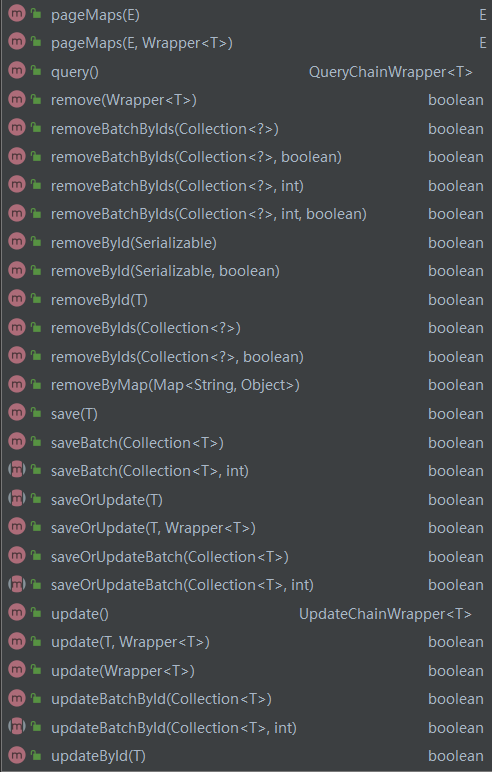 pageMaps(E) E
pageMaps(E, Wrapper<T>) E
query() QueryChainWrapper<T>
remove(Wrapper<T>) boolean
removeBatchByIds(Collection<?>) boolean
removeBatchByIds(Collection<?>, boolean) boolean
removeBatchByIds(Collection<?>, int) boolean
removeBatchByIds(Collection<?>, int, boolean) boolean
removeById(Serializable) boolean
removeById(Serializable, boolean) boolean
removeById(T) boolean
removeByIds(Collection<?>) boolean
removeByIds(Collection<?>, boolean) boolean
removeByMap(Map<String, Object>) boolean
save(T) boolean
saveBatch(Collection<T>) boolean
saveBatch(Collection<T>, int) boolean
saveOrUpdate(T) boolean
saveOrUpdate(T, Wrapper<T>) boolean
saveOrUpdateBatch(Collection<T>) boolean
saveOrUpdateBatch(Collection<T>, int) boolean
update() UpdateChainWrapper<T>
update(T, Wrapper<T>) boolean
update(Wrapper<T>) boolean
updateBatchById(Collection<T>) boolean
updateBatchById(Collection<T>, int) boolean
updateById(T) boolean